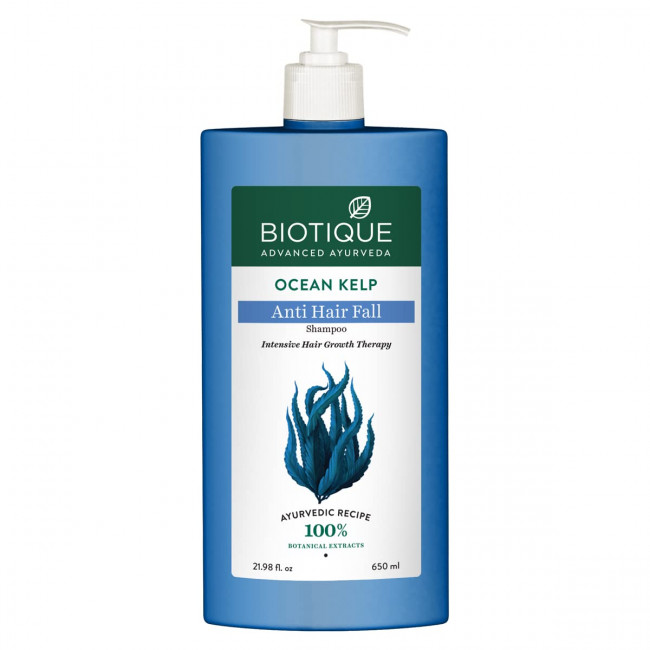 BIOTIQUE
ADVANCED AYURVEDA
OCEAN KELP
Anti Hair Fall
Shampoo
Intensive Hair Growth Therapy
AYURVEDIC RECIPE
100%
BOTANICAL EXTRACTS
21.98 fl. oz 650 ml